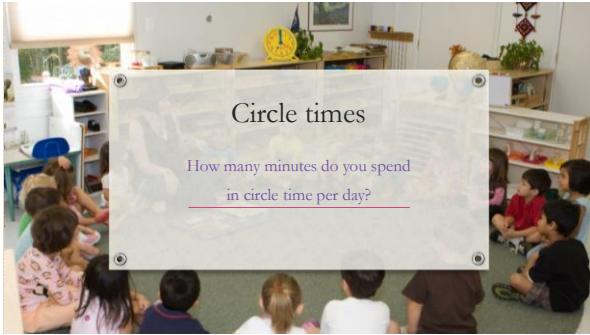 Circle times
How many minutes do you spend
in circle time per day?